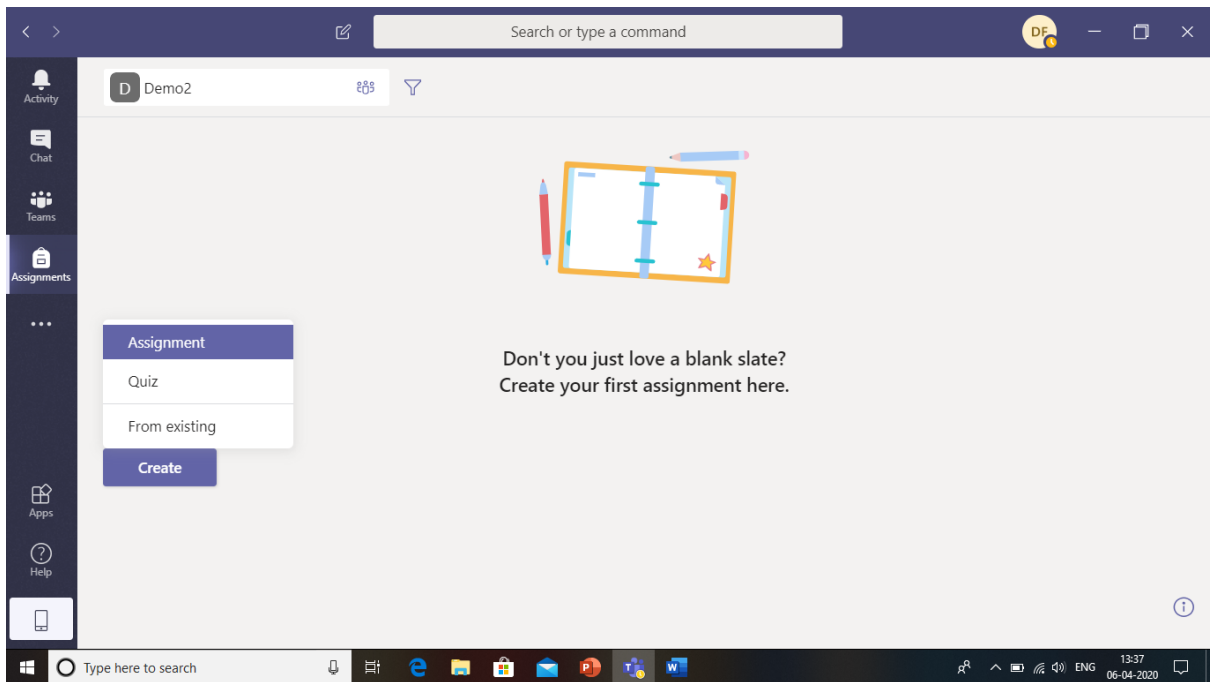 Search or type a command
DF
Activity
D Demo2
Chat
Teams
Assignments
Assignment
Quiz
From existing
Create
Don't you just love a blank slate?
Create your first assignment here.
Apps
Help
Type here to search
ENG
13:37
06-04-2020